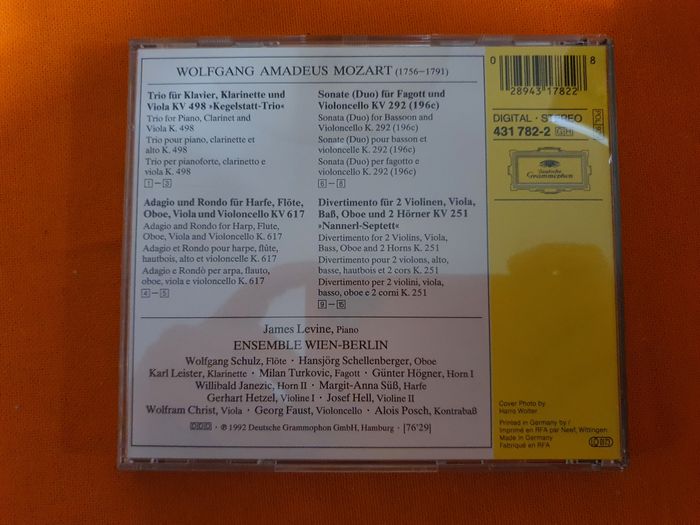 WOLFGANG AMADEUS MOZART (1756–1791)
Trio für Klavier, Klarinette und
Viola KV 498 »Kegelstatt-Trio«
Trio for Piano, Clarinet and
Viola K. 498
Trio pour piano, clarinette et
alto K. 498
Trio per pianoforte, clarinetto e
viola K. 498
1–3
Adagio und Rondo für Harfe, Flöte,
Oboe, Viola und Violoncello KV 617
Adagio and Rondo for Harp, Flute,
Oboe, Viola and Violoncello K. 617
Adagio et Rondo pour harpe, flûte,
hautbois, alto et violoncelle K. 617
Adagio e Rondò per arpa, flauto,
oboe, viola e violoncello K. 617
4–5
Sonate (Duo) für Fagott und
Violoncello KV 292 (196c)
Sonata (Duo) for Bassoon and
Violoncello K. 292 (196c)
Sonate (Duo) pour basson et
violoncelle K. 292 (196c)
Sonata (Duo) per fagotto e
violoncello K. 292 (196c)
6–8
Divertimento für 2 Violinen, Viola,
Baß, Oboe und 2 Hörner KV 251
»Nannerl-Septett«
Divertimento for 2 Violins, Viola,
Bass, Oboe and 2 Horns K. 251
Divertimento pour 2 violons, alto,
basse, hautbois et 2 cors K. 251
Divertimento per 2 violini, viola,
basso, oboe e 2 corni K. 251
9–15
James Levine, Piano
ENSEMBLE WIEN-BERLIN
Wolfgang Schulz, Flöte · Hansjörg Schellenberger, Oboe
Karl Leister, Klarinette · Milan Turkovic, Fagott · Günter Högner, Horn I
Willibald Janezic, Horn II · Margit-Anna Süß, Harfe
Gerhart Hetzel, Violine I · Josef Hell, Violine II
Wolfram Christ, Viola · Georg Faust, Violoncello · Alois Posch, Kontrabaß
DDD · ℗ 1992 Deutsche Grammophon GmbH, Hamburg · [76'29]
0 28943 17822 8
DIGITAL · STEREO
431 782-2 GH
Deutsche
Grammophon
Cover Photo by:
Harro Wolter
Printed in Germany by /
Imprimé en RFA par Neef, Wittingen
Made in Germany
Fabriqué en RFA